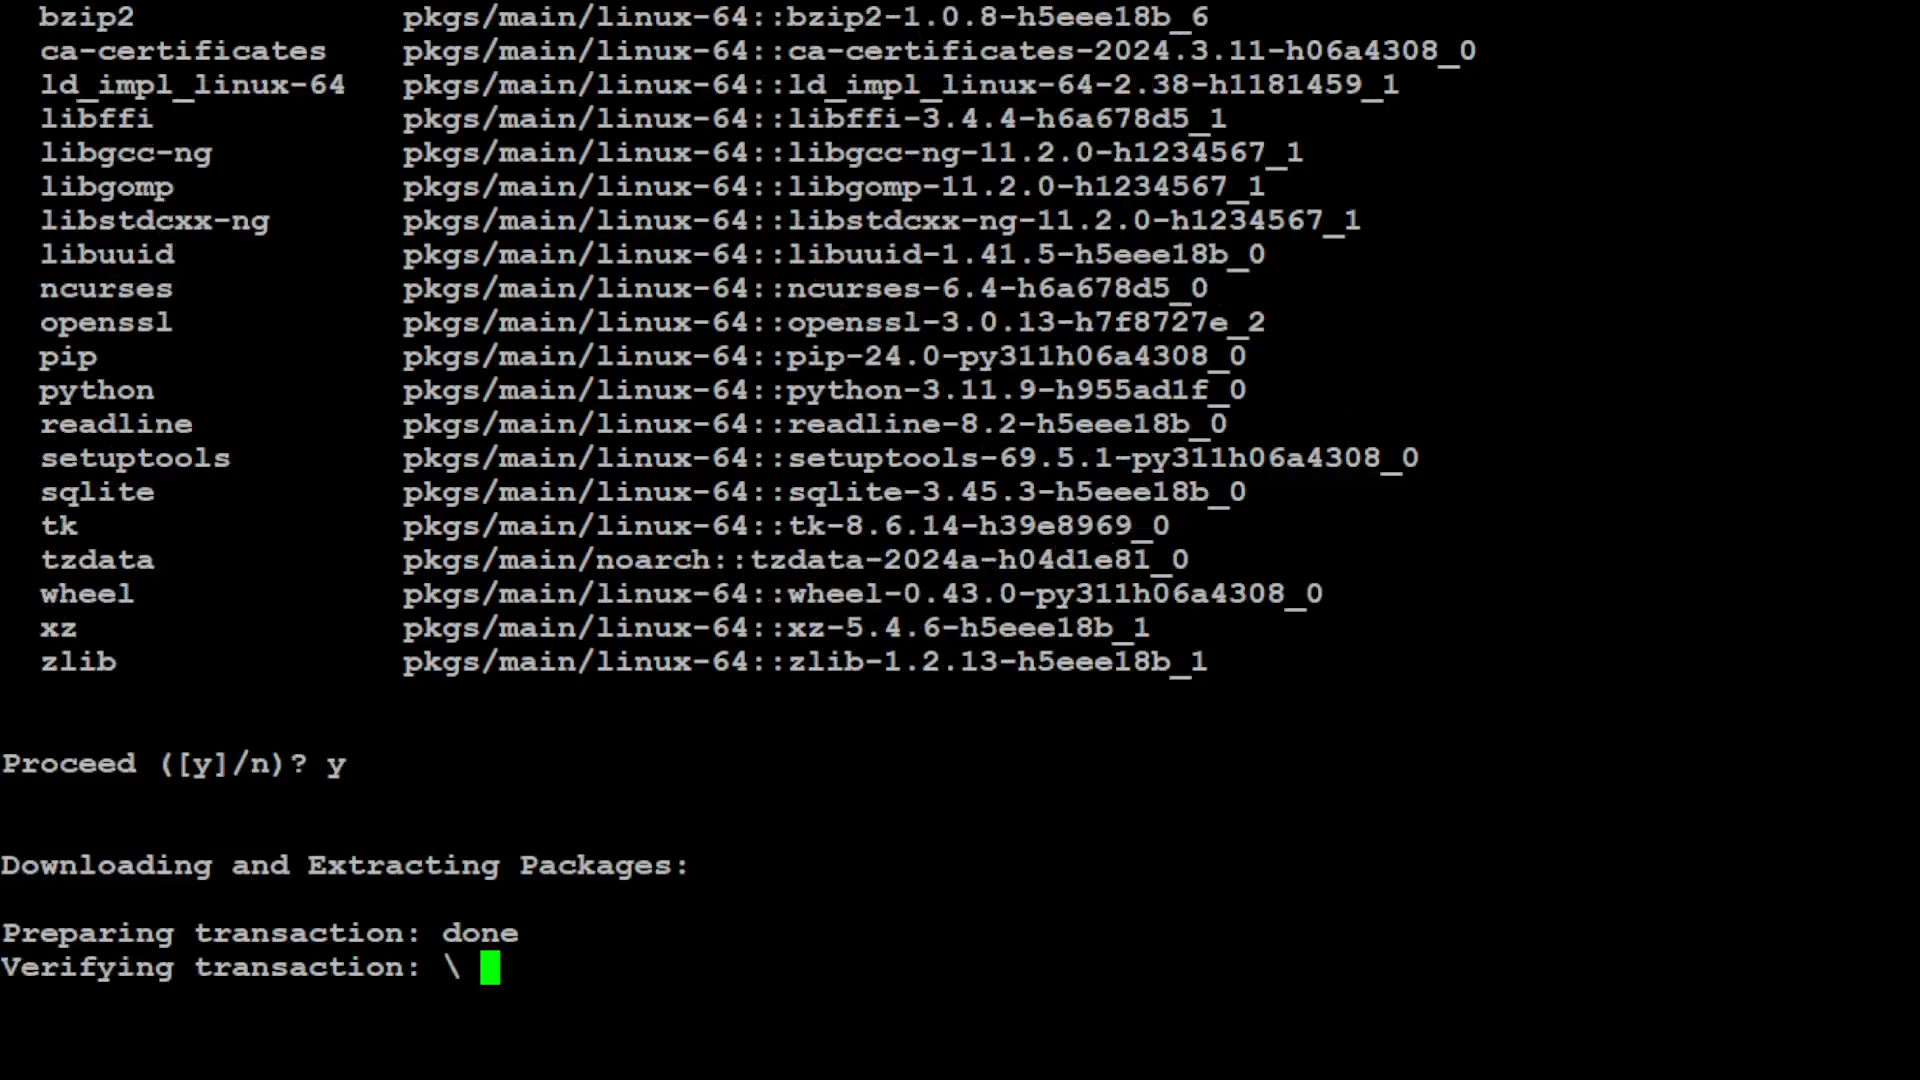 bzip2 pkgs/main/linux-64::bzip2-1.0.8-h5eee18b_6
ca-certificates pkgs/main/linux-64::ca-certificates-2024.3.11-h06a4308_0
ld_impl_linux-64 pkgs/main/linux-64::ld_impl_linux-64-2.38-h1181459_1
libffi pkgs/main/linux-64::libffi-3.4.4-h6a678d5_1
libgcc-ng pkgs/main/linux-64::libgcc-ng-11.2.0-h1234567_1
libgomp pkgs/main/linux-64::libgomp-11.2.0-h1234567_1
libstdcxx-ng pkgs/main/linux-64::libstdcxx-ng-11.2.0-h1234567_1
libuuid pkgs/main/linux-64::libuuid-1.41.5-h5eee18b_0
ncurses pkgs/main/linux-64::ncurses-6.4-h6a678d5_0
openssl pkgs/main/linux-64::openssl-3.0.13-h7f8727e_2
pip pkgs/main/linux-64::pip-24.0-py311h06a4308_0
python pkgs/main/linux-64::python-3.11.9-h955ad1f_0
readline pkgs/main/linux-64::readline-8.2-h5eee18b_0
setuptools pkgs/main/linux-64::setuptools-69.5.1-py311h06a4308_0
sqlite pkgs/main/linux-64::sqlite-3.45.3-h5eee18b_0
tk pkgs/main/linux-64::tk-8.6.14-h39e8969_0
tzdata pkgs/main/noarch::tzdata-2024a-h04d1e81_0
wheel pkgs/main/linux-64::wheel-0.43.0-py311h06a4308_0
xz pkgs/main/linux-64::xz-5.4.6-h5eee18b_1
zlib pkgs/main/linux-64::zlib-1.2.13-h5eee18b_1
Proceed ([y]/n)? y
Downloading and Extracting Packages:
Preparing transaction: done
Verifying transaction: \